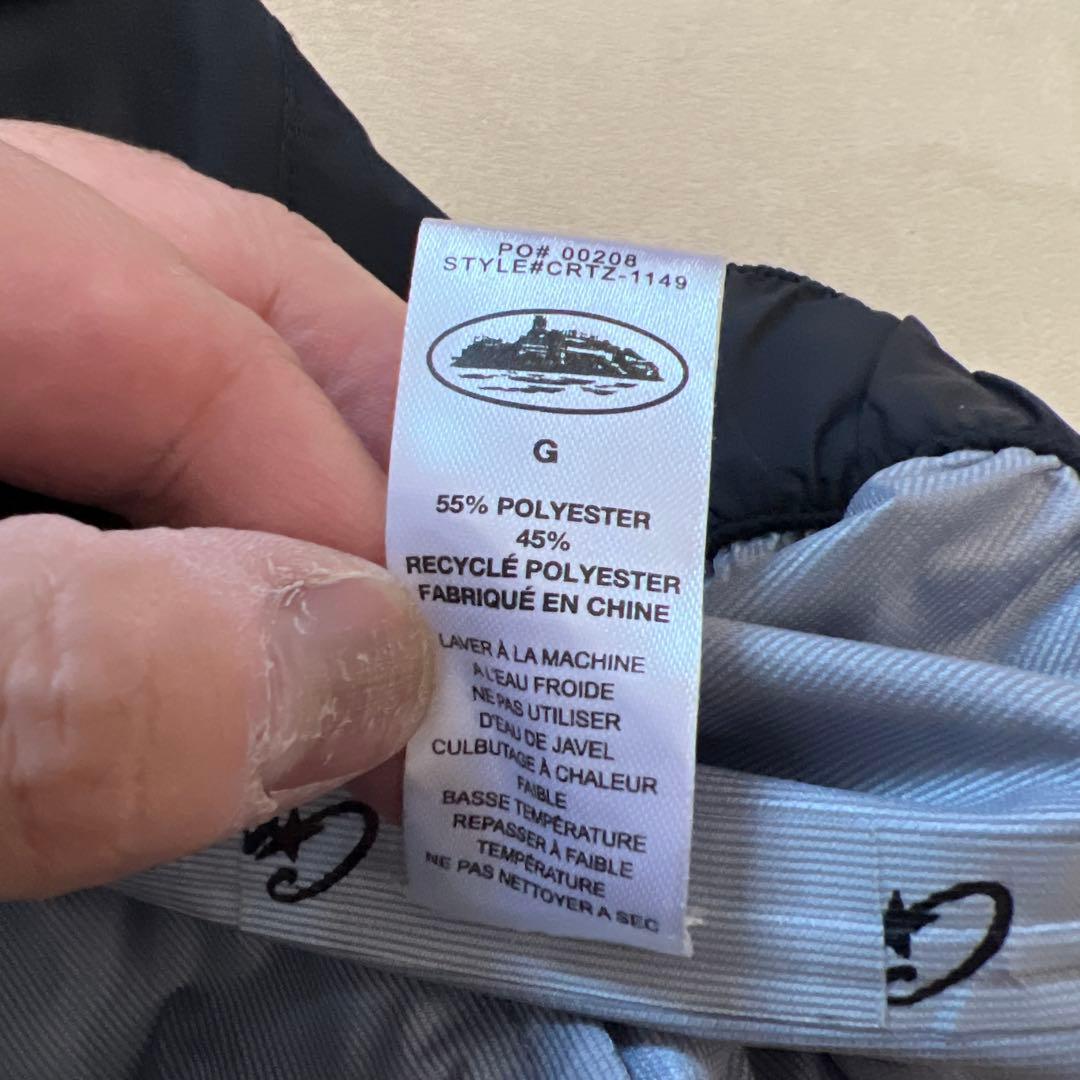 PO# 00208
STYLE#CRTZ-1149
G
55% POLYESTER
45%
RECYCLÉ POLYESTER
FABRIQUÉ EN CHINE
LAVER À LA MACHINE
A L'EAU FROIDE
NE PAS UTILISER
D'EAU DE JAVEL
CULBUTAGE À CHALEUR
FAIBLE
BASSE TEMPÉRATURE
REPASSER À FAIBLE
TEMPÉRATURE
NE PAS NETTOYER A SEC